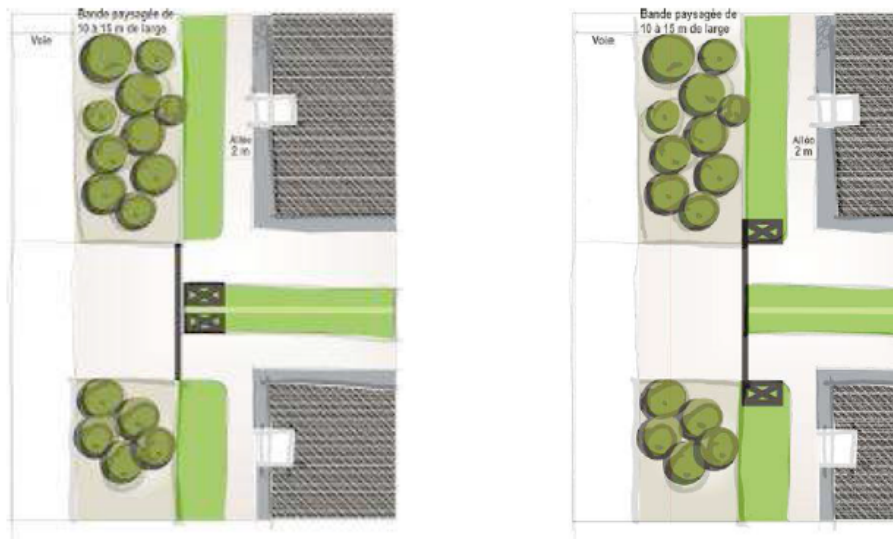 Bande paysagée de
10 à 15 m de large
Voie
Allée
2 m
Bande paysagée de
10 à 15 m de large
Voie
Allée
2 m